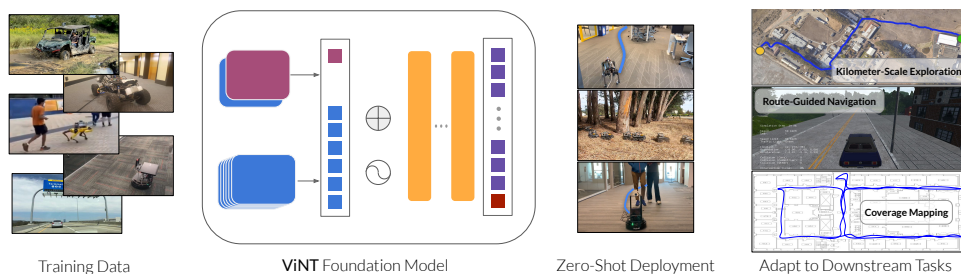 Kilometer-Scale Exploration
Route-Guided Navigation
Coverage Mapping
Training Data
ViNT Foundation Model
Zero-Shot Deployment
Adapt to Downstream Tasks